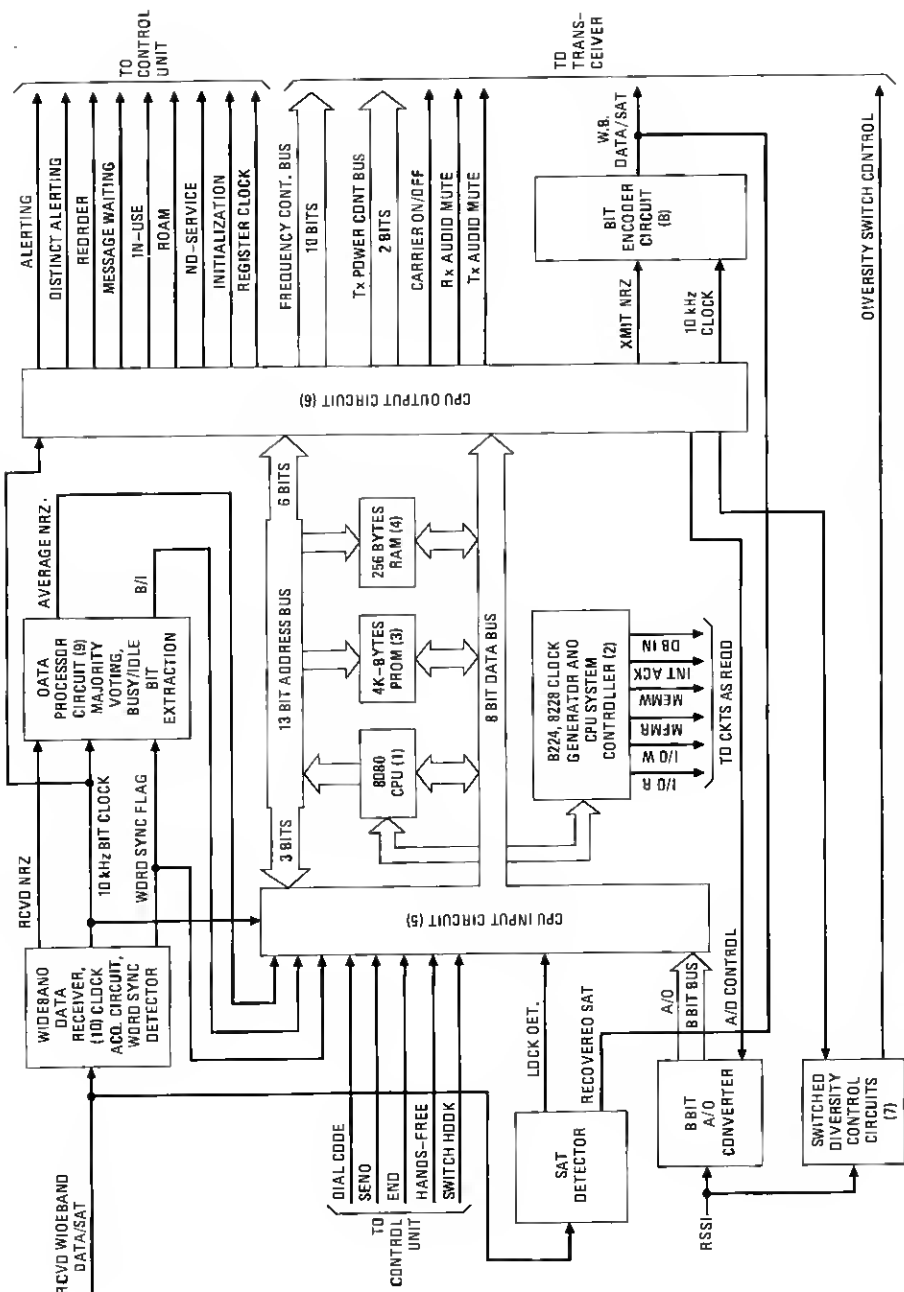 RCVD WIDEBAND
DATA/SAT
WIDEBAND
DATA
RECEIVER,
(10) CLOCK
ACQ. CIRCUIT,
WORD SYNC
DETECTOR
RCVD NRZ
10 kHz BIT CLOCK
WORD SYNC FLAG
DATA
PROCESSOR
CIRCUIT (9)
MAJORITY
VOTING,
BUSY/IDLE
BIT
EXTRACTION
AVERAGE NRZ.
B/I
ALERTING
DISTINCT ALERTING
REORDER
MESSAGE WAITING
IN-USE
ROAM
NO-SERVICE
INITIALIZATION
REGISTER CLOCK
TO
CONTROL
UNIT
FREQUENCY CONT. BUS
10 BITS
Tx POWER CONT BUS
2 BITS
CARRIER ON/OFF
Rx AUDIO MUTE
Tx AUDIO MUTE
TO
TRANS-
CEIVER
CPU OUTPUT CIRCUIT (6)
3 BITS
13 BIT ADDRESS BUS
6 BITS
8080
CPU (1)
4K-BYTES
PROM (3)
256 BYTES
RAM (4)
8 BIT DATA BUS
CPU INPUT CIRCUIT (5)
DIAL CODE
SEND
END
HANDS-FREE
SWITCH HOOK
TO
CONTROL
UNIT
8224, 8228 CLOCK
GENERATOR AND
CPU SYSTEM
CONTROLLER (2)
I/O R
I/O W
MEMR
MEMW
INT ACK
DB IN
TO CKTS AS REQD
XMIT NRZ
10 kHz
CLOCK
BIT
ENCODER
CIRCUIT
(8)
W.B.
DATA/SAT
SAT
DETECTOR
LOCK DET.
RECOVERED SAT
RSSI
8 BIT
A/D
CONVERTER
A/D
8 BIT BUS
A/D CONTROL
SWITCHED
DIVERSITY
CONTROL
CIRCUITS
(7)
DIVERSITY SWITCH CONTROL